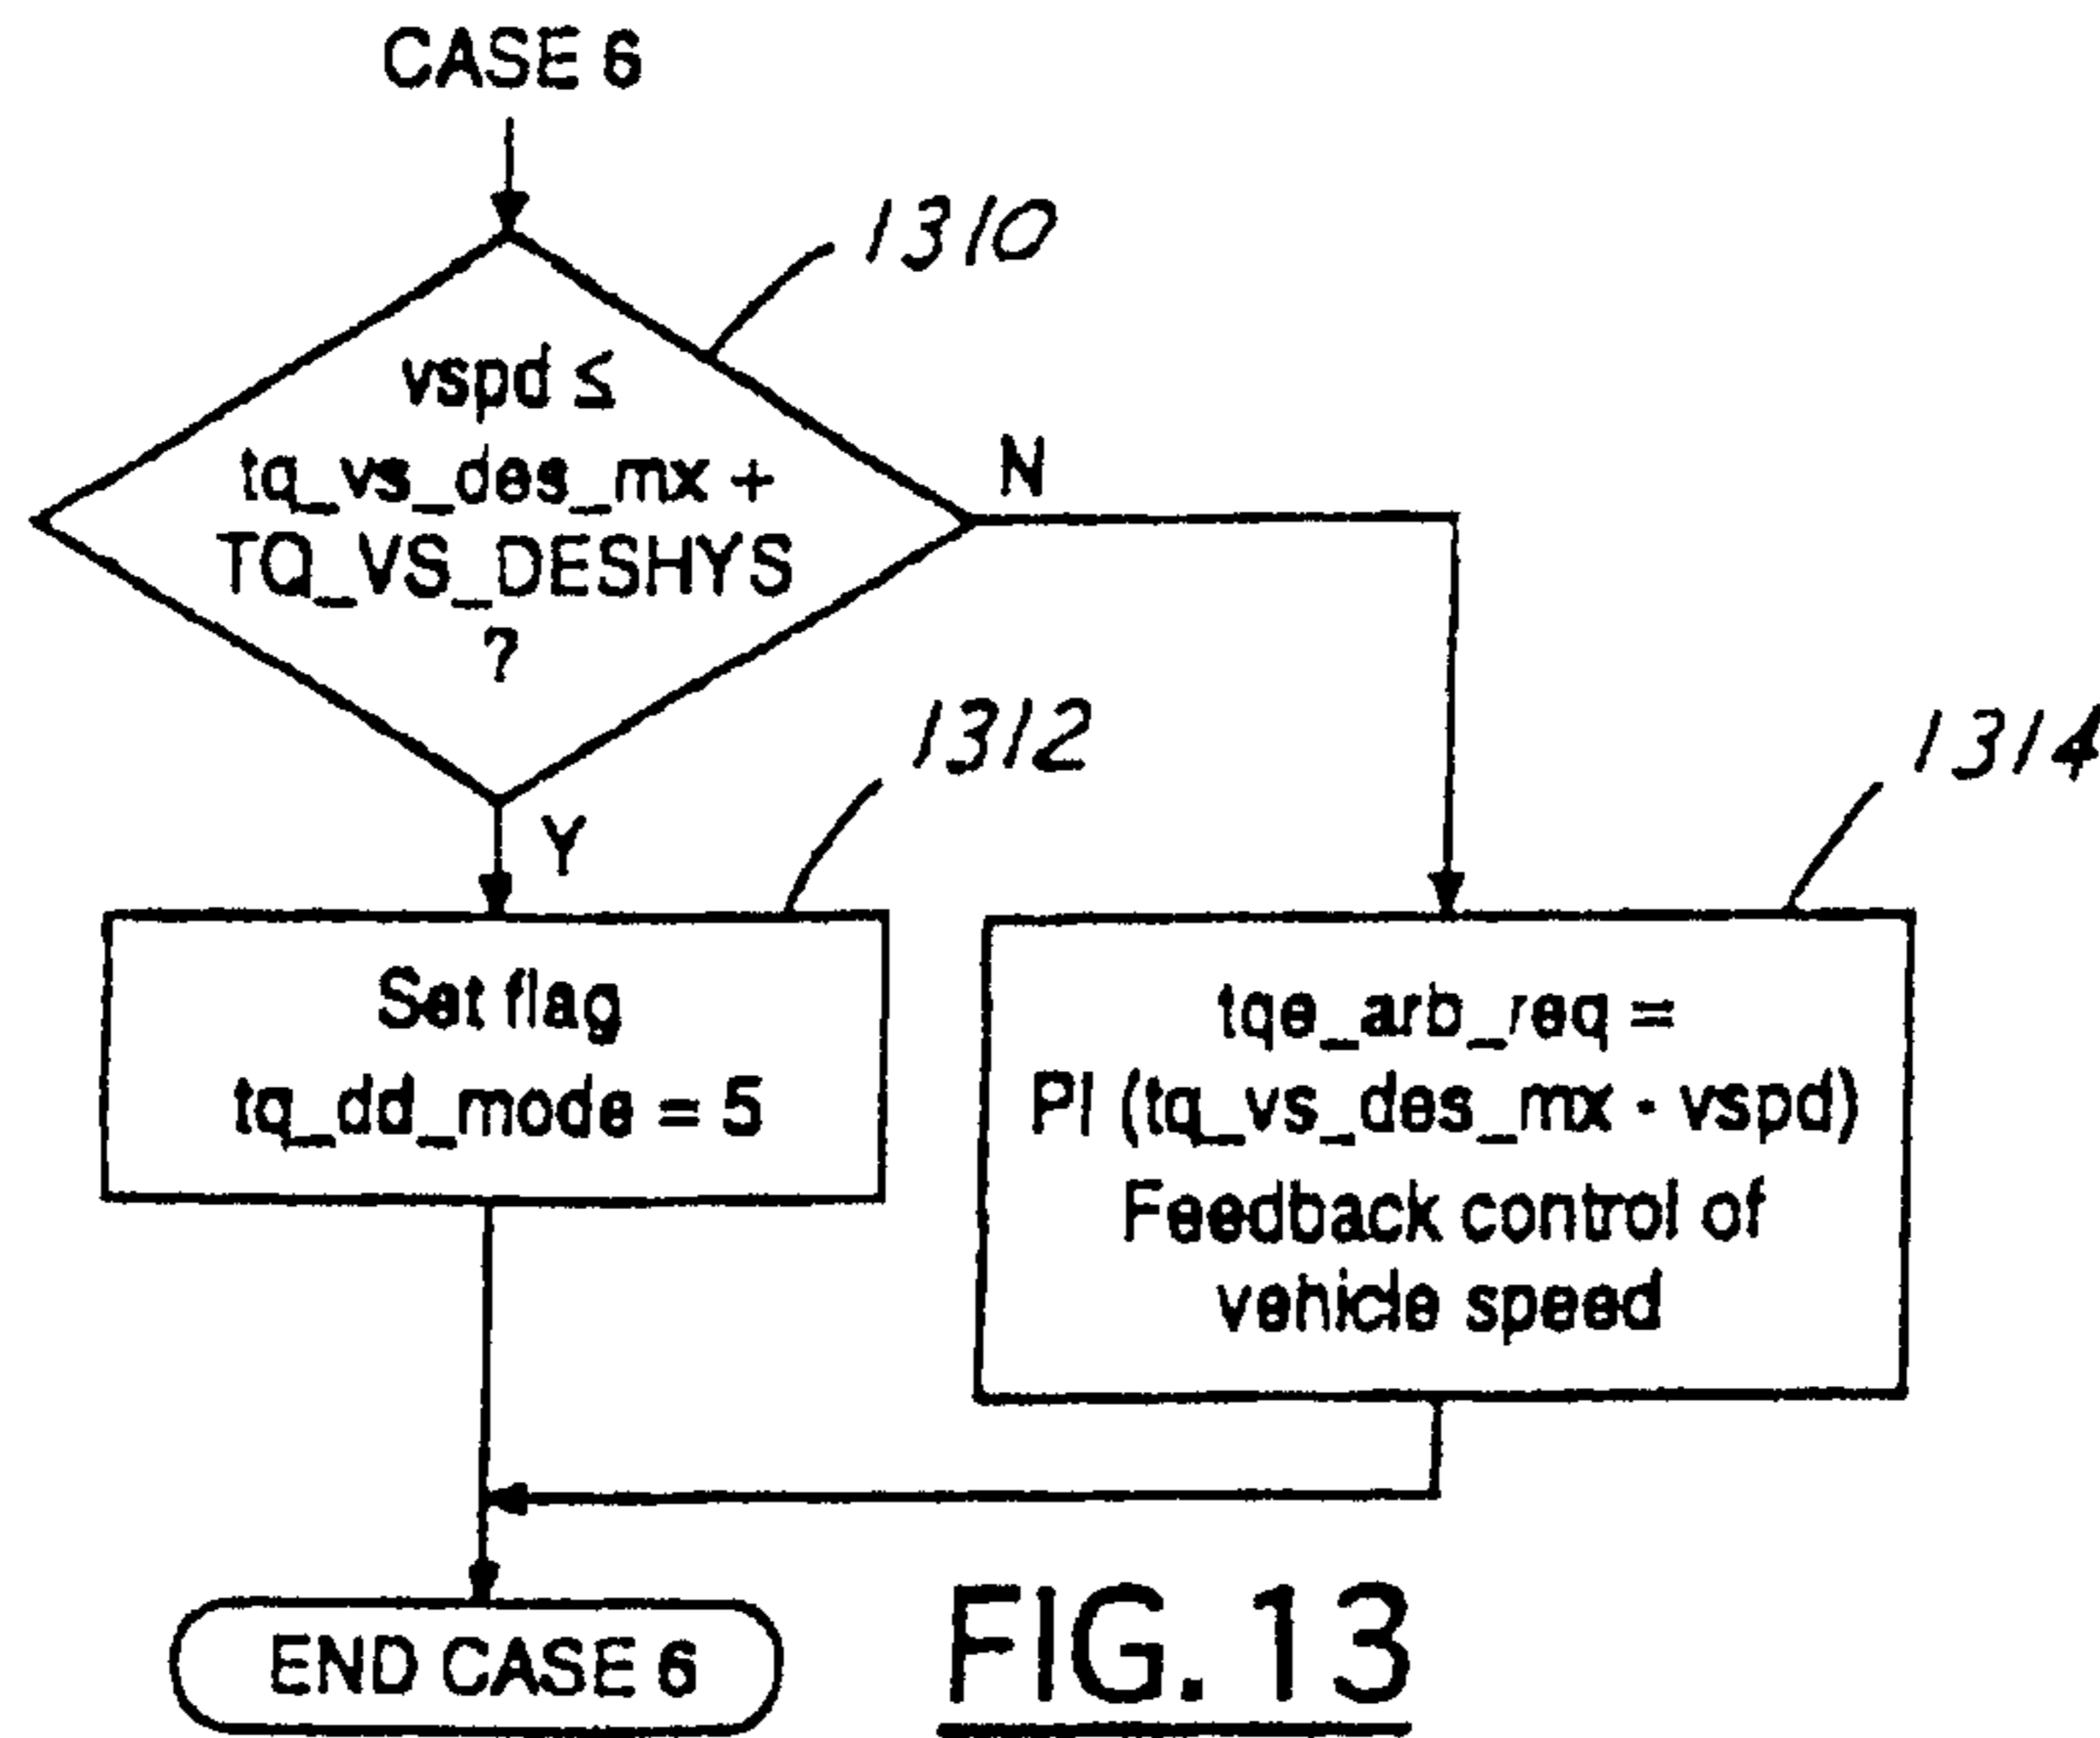 CASE 6
1310
vspd ≤
tq_vs_des_mx +
TQ_VS_DESHYS
?
N
Y
1312
1314
Set flag
tq_dd_mode = 5
tqe_arb_req =
PI (tq_vs_des_mx - vspd)
Feedback control of
vehicle speed
END CASE 6
FIG. 13